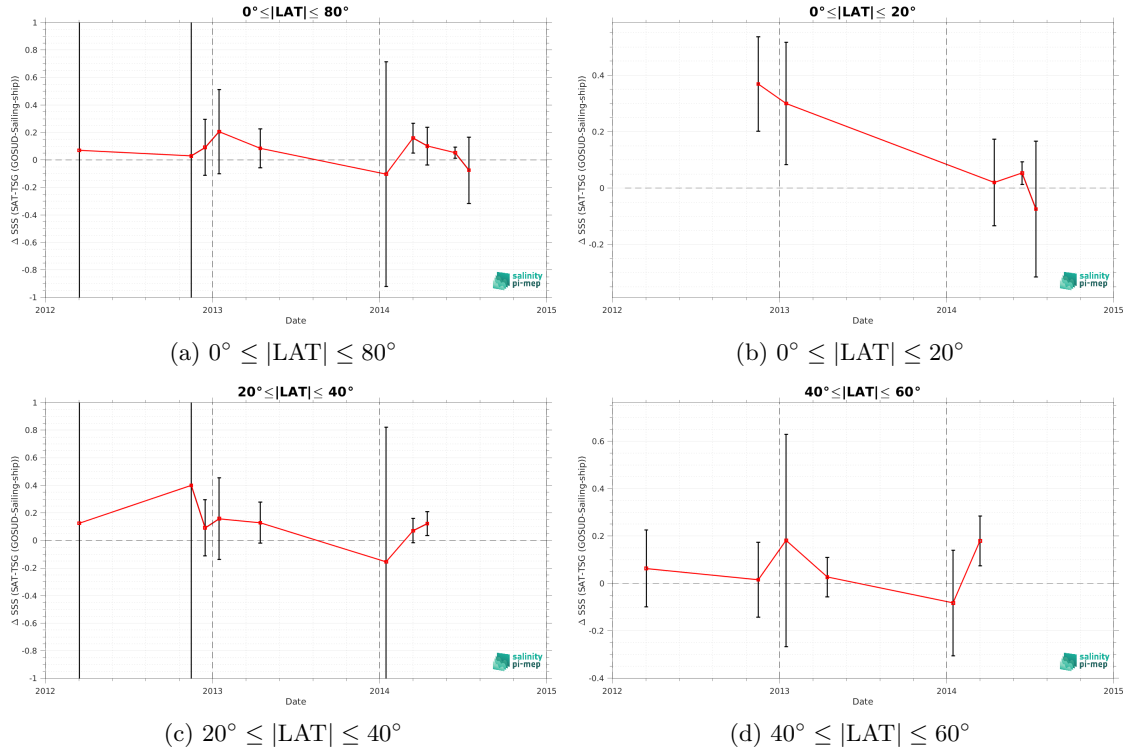 0°≤|LAT|≤ 80°
Δ SSS (SAT-TSG (GOSUD-Sailing-ship))
1
0.8
0.6
0.4
0.2
0
-0.2
-0.4
-0.6
-0.8
-1
salinity
pi-mep
2012 2013 2014 2015
Date
(a) 0° ≤ |LAT| ≤ 80°
0°≤|LAT|≤ 20°
Δ SSS (SAT-TSG (GOSUD-Sailing-ship))
0.4
0.2
0
-0.2
salinity
pi-mep
2012 2013 2014 2015
Date
(b) 0° ≤ |LAT| ≤ 20°
20°≤|LAT|≤ 40°
Δ SSS (SAT-TSG (GOSUD-Sailing-ship))
1
0.8
0.6
0.4
0.2
0
-0.2
-0.4
-0.6
-0.8
-1
salinity
pi-mep
2012 2013 2014 2015
Date
(c) 20° ≤ |LAT| ≤ 40°
40°≤|LAT|≤ 60°
Δ SSS (SAT-TSG (GOSUD-Sailing-ship))
0.6
0.4
0.2
0
-0.2
-0.4
salinity
pi-mep
2012 2013 2014 2015
Date
(d) 40° ≤ |LAT| ≤ 60°